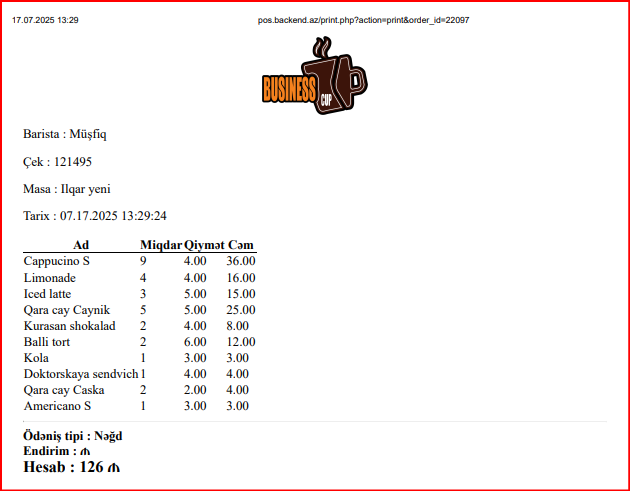 17.07.2025 13:29 pos.backend.az/print.php?action=print&order_id=22097
BUSINESS
CUP
Barista : Müşfiq
Çek : 121495
Masa : Ilqar yeni
Tarix : 07.17.2025 13:29:24
Ad Miqdar Qiymət Cəm
Cappucino S 9 4.00 36.00
Limonade 4 4.00 16.00
Iced latte 3 5.00 15.00
Qara cay Caynik 5 5.00 25.00
Kurasan shokalad 2 4.00 8.00
Balli tort 2 6.00 12.00
Kola 1 3.00 3.00
Doktorskaya sendvich 1 4.00 4.00
Qara cay Caska 2 2.00 4.00
Americano S 1 3.00 3.00
Ödəniş tipi : Nəğd
Endirim : ₼
Hesab : 126 ₼